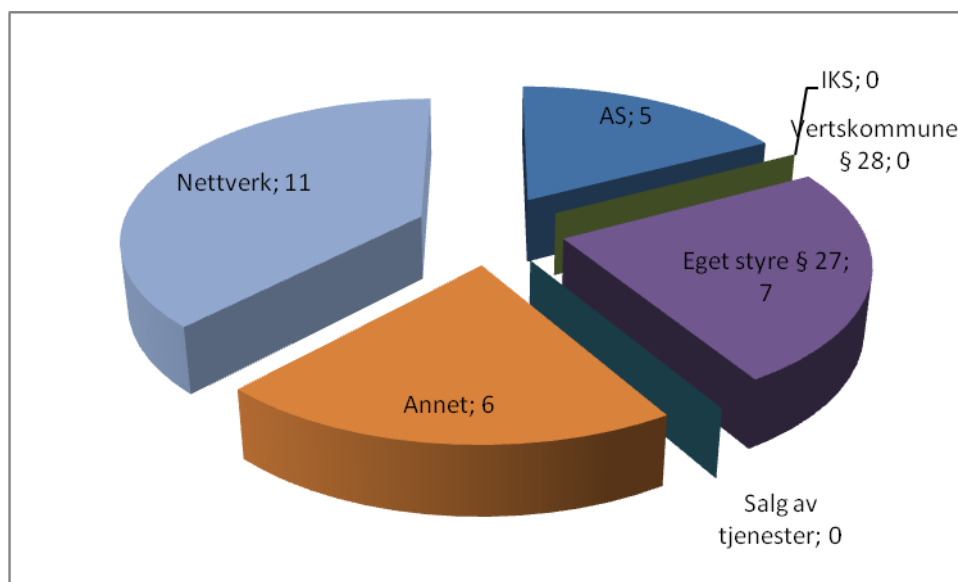 IKS; 0
AS; 5
Vertskommune
§ 28; 0
Nettverk; 11
Eget styre § 27;
7
Annet; 6
Salg av
tjenester; 0